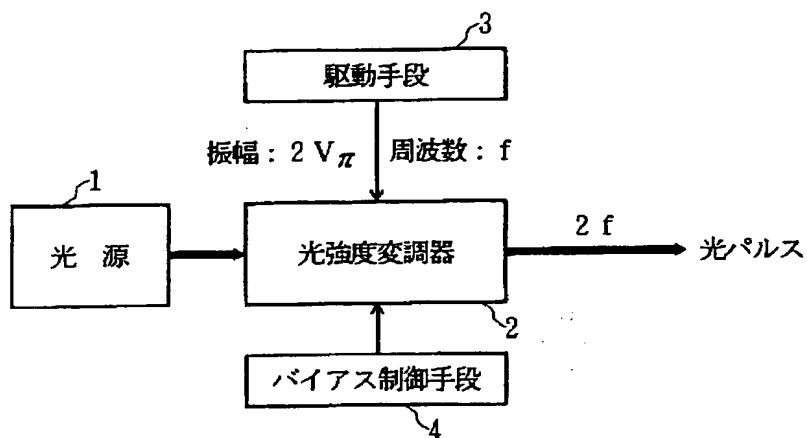 3
駆動手段
振幅：2 Vπ 周波数：f
1
光 源
光強度変調器
2 f
光パルス
2
バイアス制御手段
4